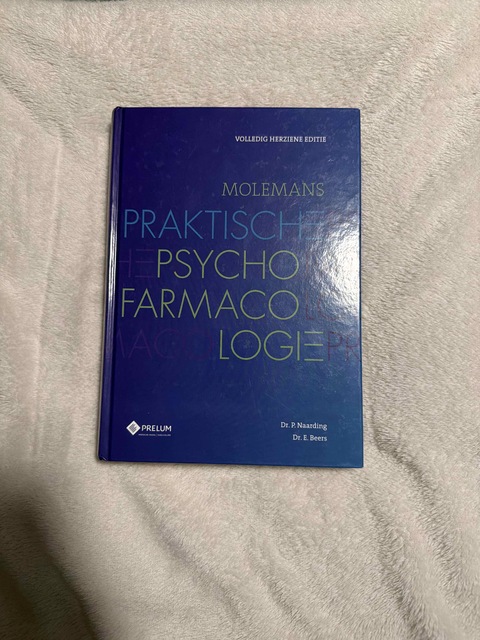 VOLLEDIG HERZIENE EDITIE
MOLEMANS
PRAKTISCHE
PSYCHO
FARMACO
LOGIE
PRELUM
Dr. P. Naarding
Dr. E. Beers